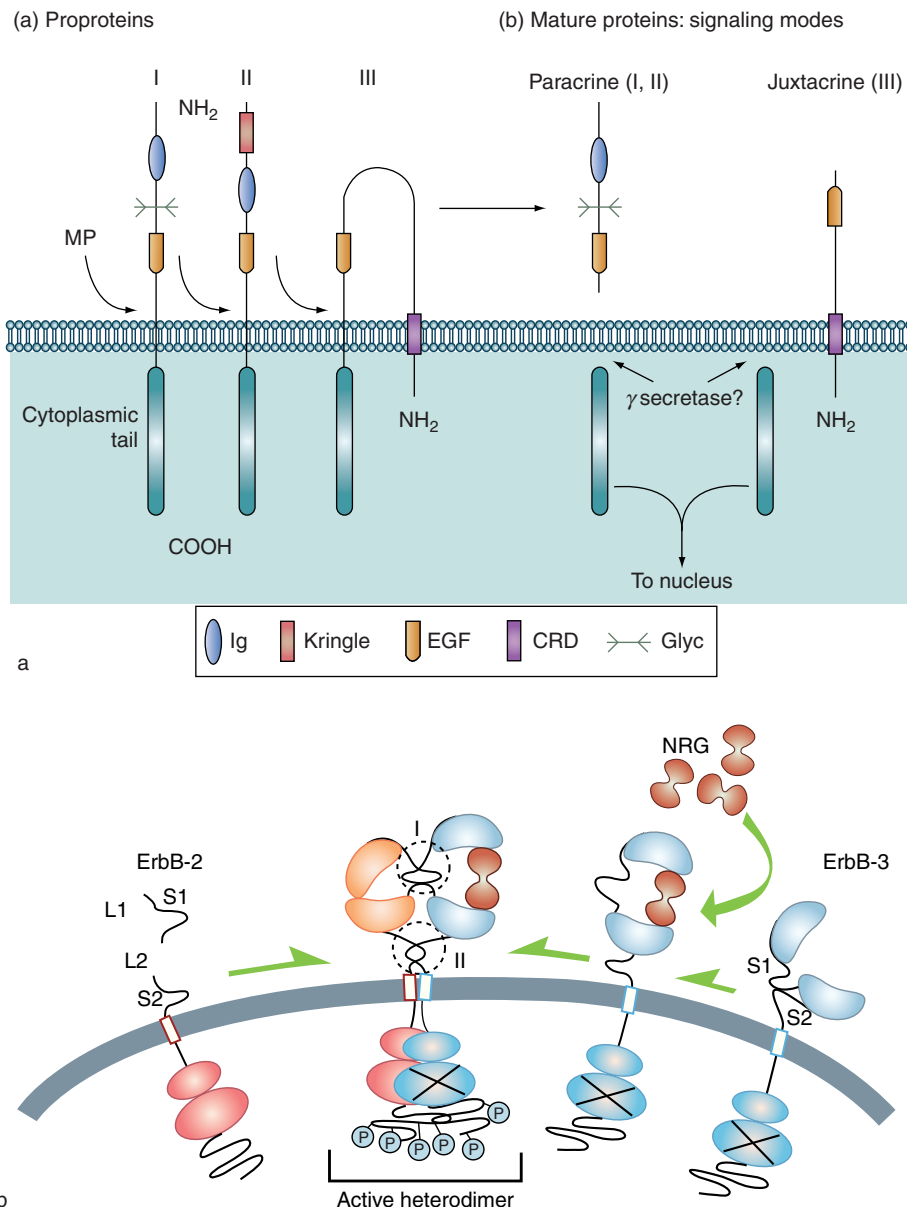 (a) Proproteins
(b) Mature proteins: signaling modes
I
II
III
Paracrine (I, II)
Juxtacrine (III)
NH2
MP
Cytoplasmic
tail
NH2
γ secretase?
NH2
COOH
To nucleus
Ig
Kringle
EGF
CRD
Glyc
a
NRG
I
ErbB-2
ErbB-3
S1
L1
L2
S2
II
S1
S2
P
P
P
P
P
P
Active heterodimer
b